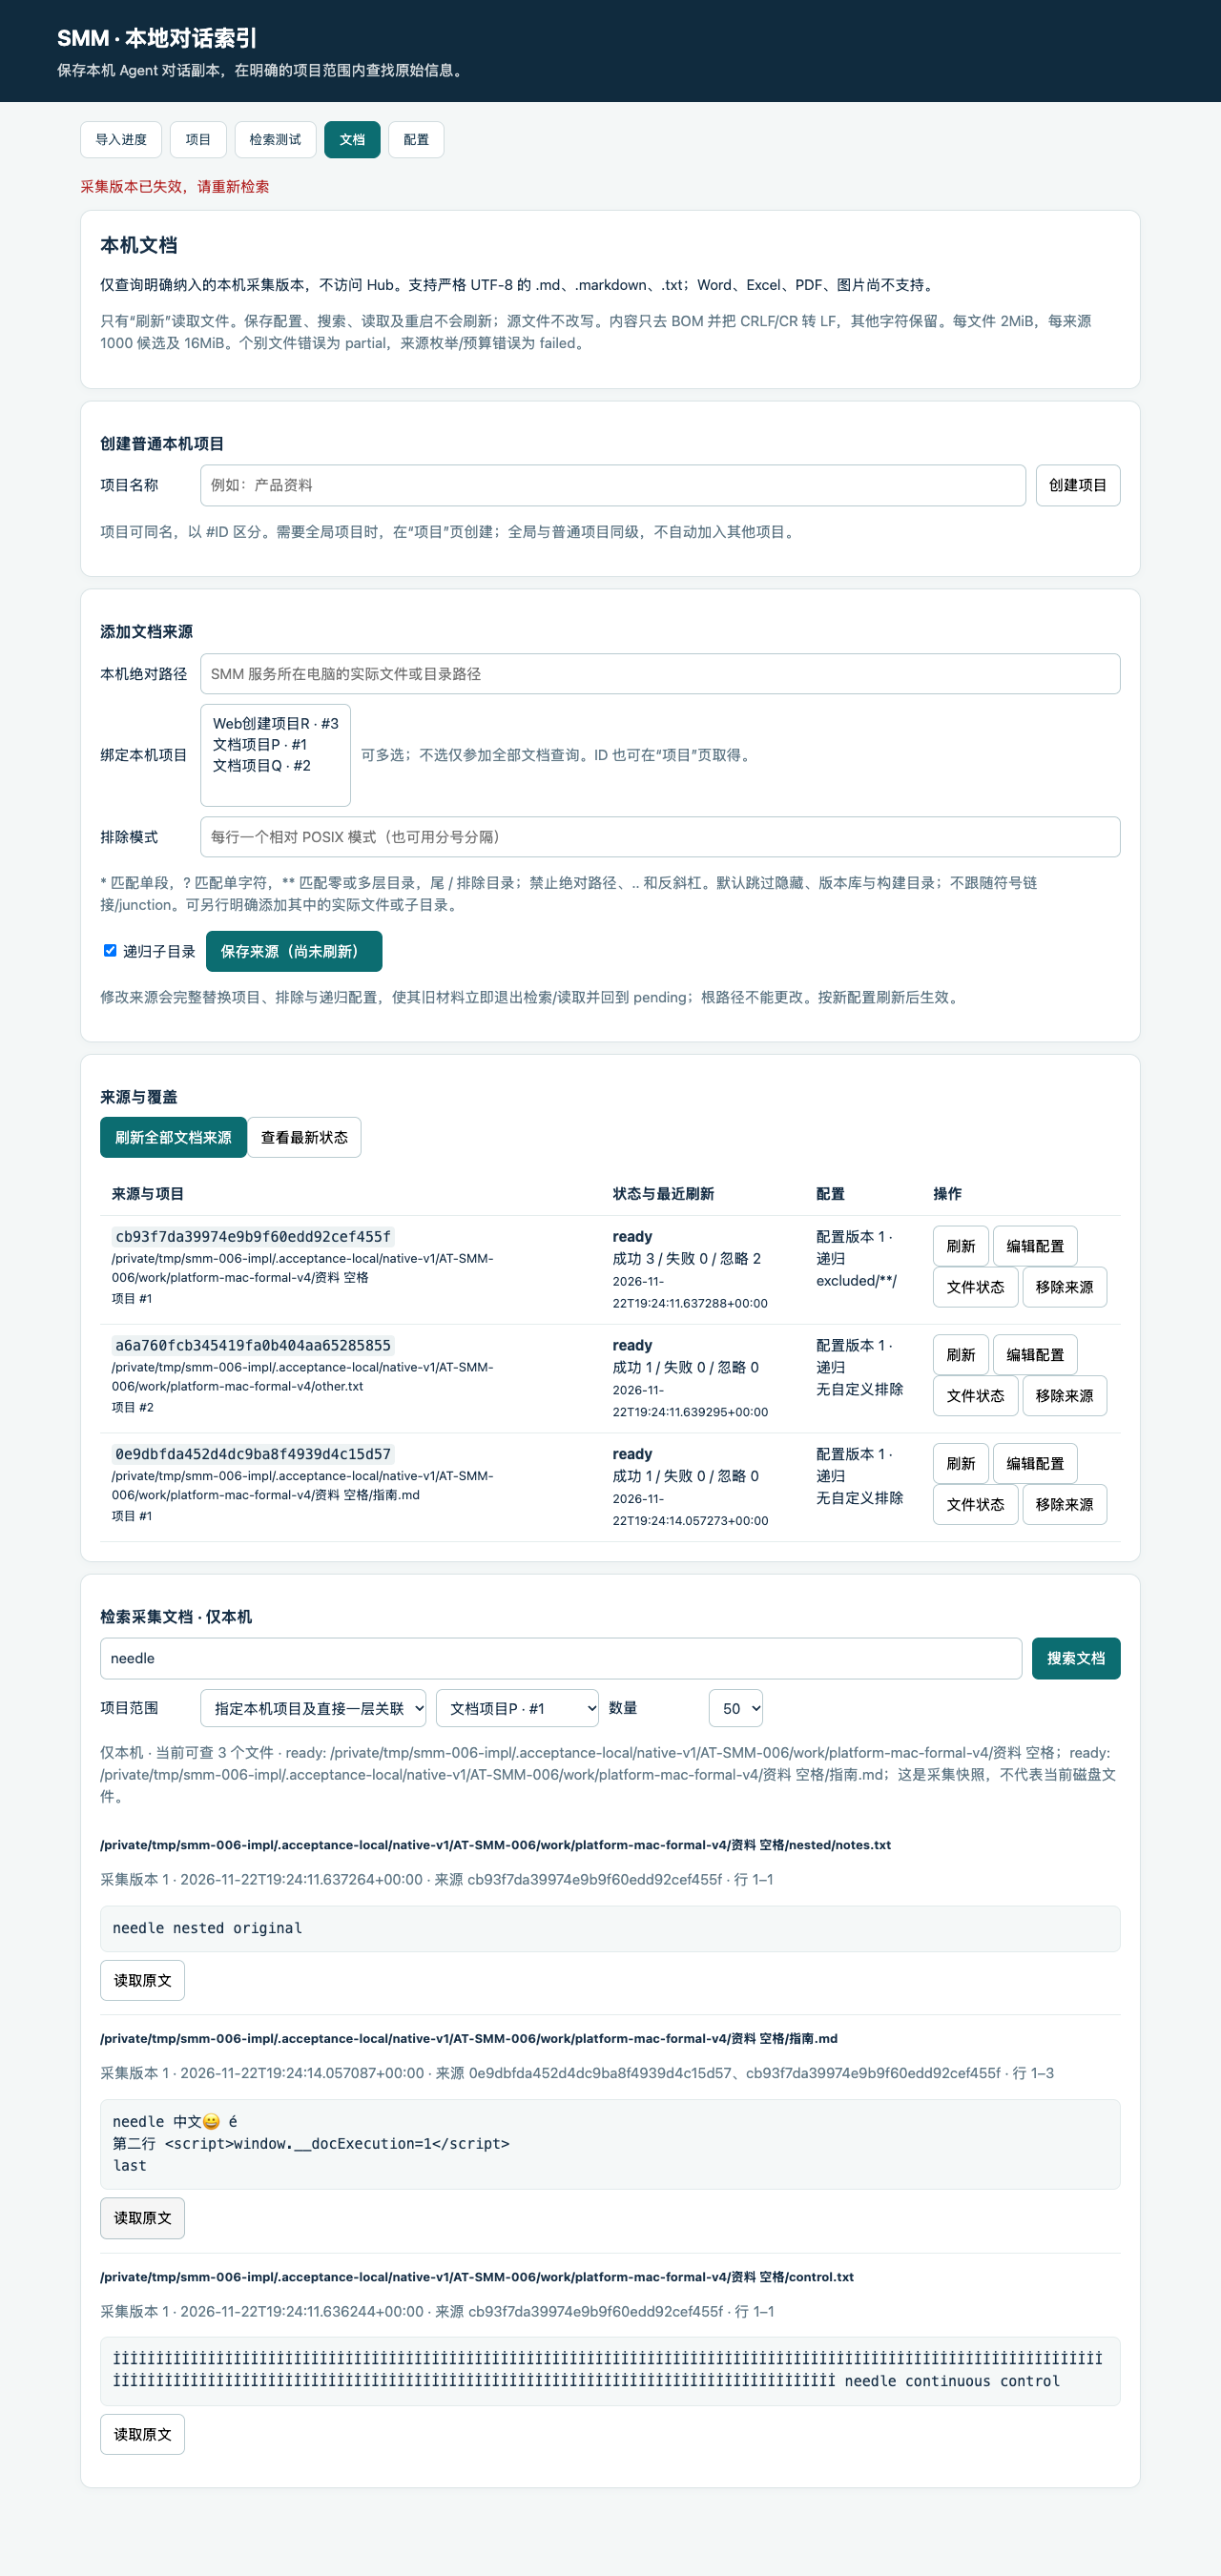 SMM · 本地对话索引
保存本机 Agent 对话副本，在明确的项目范围内查找原始信息。
导入进度
项目
检索测试
文档
配置
采集版本已失效，请重新检索
本机文档
仅查询明确纳入的本机采集版本，不访问 Hub。支持严格 UTF-8 的 .md、.markdown、.txt；Word、Excel、PDF、图片尚不支持。
只有“刷新”读取文件。保存配置、搜索、读取及重启不会刷新；源文件不改写。内容只去 BOM 并把 CRLF/CR 转 LF，其他字符保留。每文件 2MiB，每来源
1000 候选及 16MiB。个别文件错误为 partial，来源枚举/预算错误为 failed。
创建普通本机项目
项目名称
例如：产品资料
创建项目
项目可同名，以 #ID 区分。需要全局项目时，在“项目”页创建；全局与普通项目同级，不自动加入其他项目。
添加文档来源
本机绝对路径
SMM 服务所在电脑的实际文件或目录路径
绑定本机项目
Web创建项目R · #3
文档项目P · #1
文档项目Q · #2
可多选；不选仅参加全部文档查询。ID 也可在“项目”页取得。
排除模式
每行一个相对 POSIX 模式（也可用分号分隔）
* 匹配单段，? 匹配单字符，** 匹配零或多层目录，尾 / 排除目录；禁止绝对路径、.. 和反斜杠。默认跳过隐藏、版本库与构建目录；不跟随符号链
接/junction。可另行明确添加其中的实际文件或子目录。
递归子目录
保存来源（尚未刷新）
修改来源会完整替换项目、排除与递归配置，使其旧材料立即退出检索/读取并回到 pending；根路径不能更改。按新配置刷新后生效。
来源与覆盖
刷新全部文档来源
查看最新状态
来源与项目
状态与最近刷新
配置
操作
cb93f7da39974e9b9f60edd92cef455f
/private/tmp/smm-006-impl/.acceptance-local/native-v1/AT-SMM-
006/work/platform-mac-formal-v4/资料 空格
项目 #1
ready
成功 3 / 失败 0 / 忽略 2
2026-11-
22T19:24:11.637288+00:00
配置版本 1 ·
递归
excluded/**/
刷新
编辑配置
文件状态
移除来源
a6a760fcb345419fa0b404aa65285855
/private/tmp/smm-006-impl/.acceptance-local/native-v1/AT-SMM-
006/work/platform-mac-formal-v4/other.txt
项目 #2
ready
成功 1 / 失败 0 / 忽略 0
2026-11-
22T19:24:11.639295+00:00
配置版本 1 ·
递归
无自定义排除
刷新
编辑配置
文件状态
移除来源
0e9dbfda452d4dc9ba8f4939d4c15d57
/private/tmp/smm-006-impl/.acceptance-local/native-v1/AT-SMM-
006/work/platform-mac-formal-v4/资料 空格/指南.md
项目 #1
ready
成功 1 / 失败 0 / 忽略 0
2026-11-
22T19:24:14.057273+00:00
配置版本 1 ·
递归
无自定义排除
刷新
编辑配置
文件状态
移除来源
检索采集文档 · 仅本机
needle
搜索文档
项目范围
指定本机项目及直接一层关联
文档项目P · #1
数量
50
仅本机 · 当前可查 3 个文件 · ready: /private/tmp/smm-006-impl/.acceptance-local/native-v1/AT-SMM-006/work/platform-mac-formal-v4/资料 空格；ready:
/private/tmp/smm-006-impl/.acceptance-local/native-v1/AT-SMM-006/work/platform-mac-formal-v4/资料 空格/指南.md；这是采集快照，不代表当前磁盘文
件。
/private/tmp/smm-006-impl/.acceptance-local/native-v1/AT-SMM-006/work/platform-mac-formal-v4/资料 空格/nested/notes.txt
采集版本 1 · 2026-11-22T19:24:11.637264+00:00 · 来源 cb93f7da39974e9b9f60edd92cef455f · 行 1–1
needle nested original
读取原文
/private/tmp/smm-006-impl/.acceptance-local/native-v1/AT-SMM-006/work/platform-mac-formal-v4/资料 空格/指南.md
采集版本 1 · 2026-11-22T19:24:14.057087+00:00 · 来源 0e9dbfda452d4dc9ba8f4939d4c15d57、cb93f7da39974e9b9f60edd92cef455f · 行 1–3
needle 中文😀 é
第二行 <script>window.__docExecution=1</script>
last
读取原文
/private/tmp/smm-006-impl/.acceptance-local/native-v1/AT-SMM-006/work/platform-mac-formal-v4/资料 空格/control.txt
采集版本 1 · 2026-11-22T19:24:11.636244+00:00 · 来源 cb93f7da39974e9b9f60edd92cef455f · 行 1–1
needle continuous control
读取原文